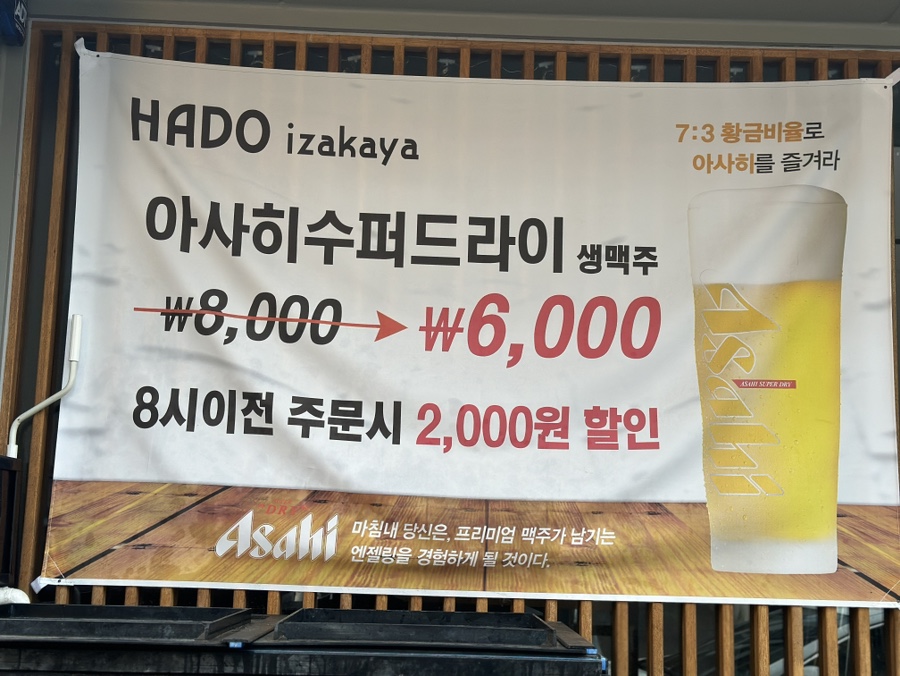 HADO izakaya
7:3 황금비율로
아사히를 즐겨라
아사히수퍼드라이 생맥주
₩8,000 ₩6,000
8시이전 주문시 2,000원 할인
Asahi
ASAHI SUPER DRY
DRY
Asahi
마침내 당신은, 프리미엄 맥주가 남기는
엔젤링을 경험하게 될 것이다.